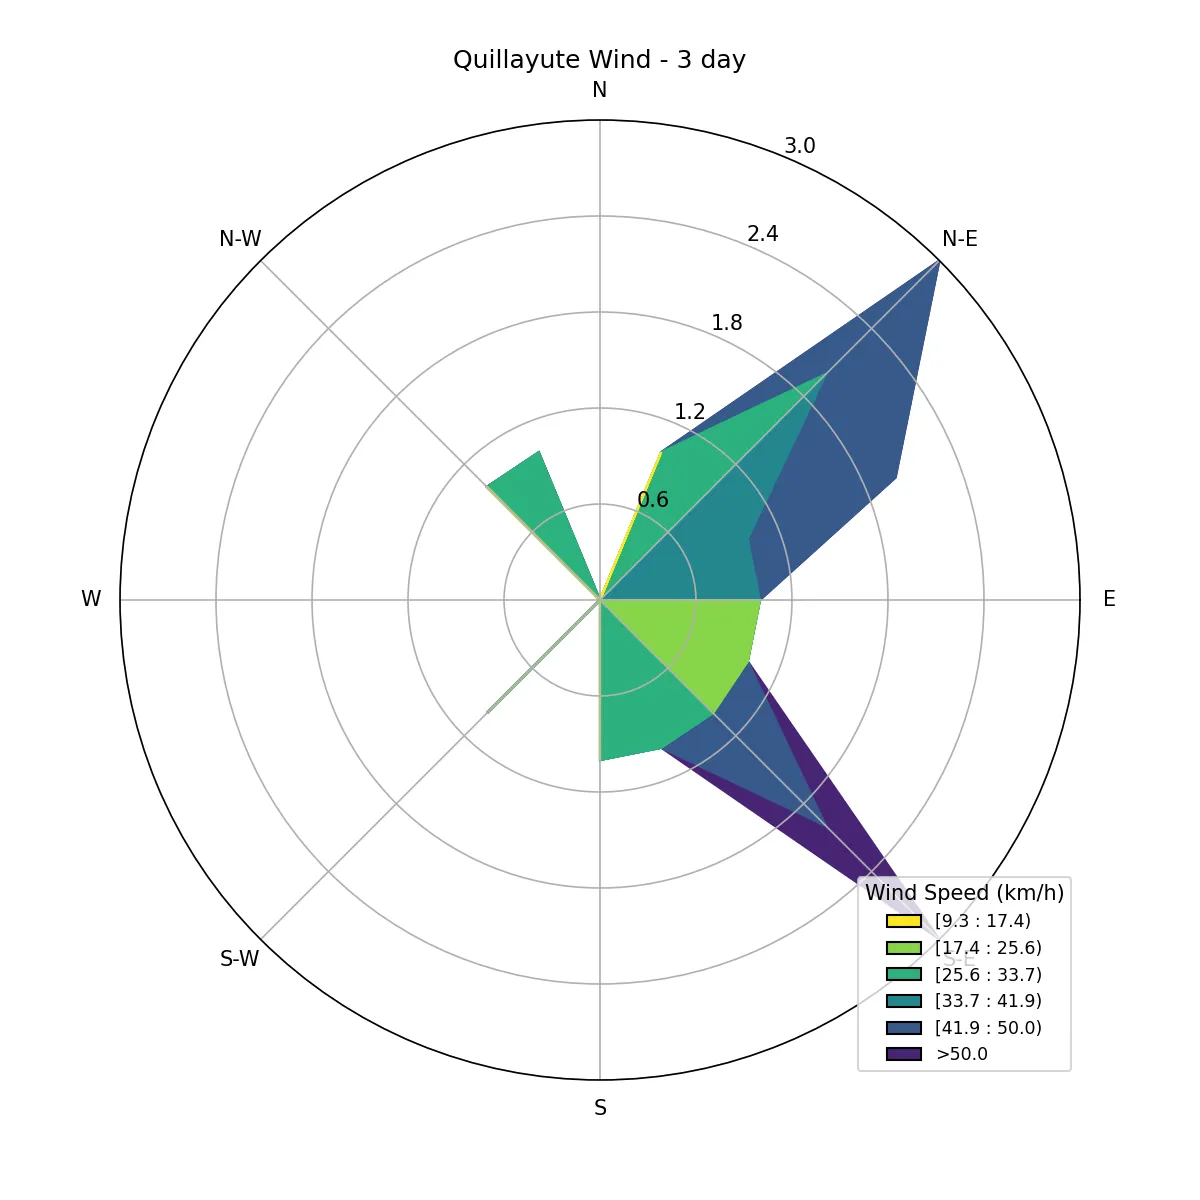 Quillayute Wind - 3 day
N
3.0
2.4
N-W
N-E
1.8
1.2
0.6
W
E
Wind Speed (km/h)
[9.3 : 17.4)
[17.4 : 25.6)
S-W
S-E
[25.6 : 33.7)
[33.7 : 41.9)
[41.9 : 50.0)
>50.0
S